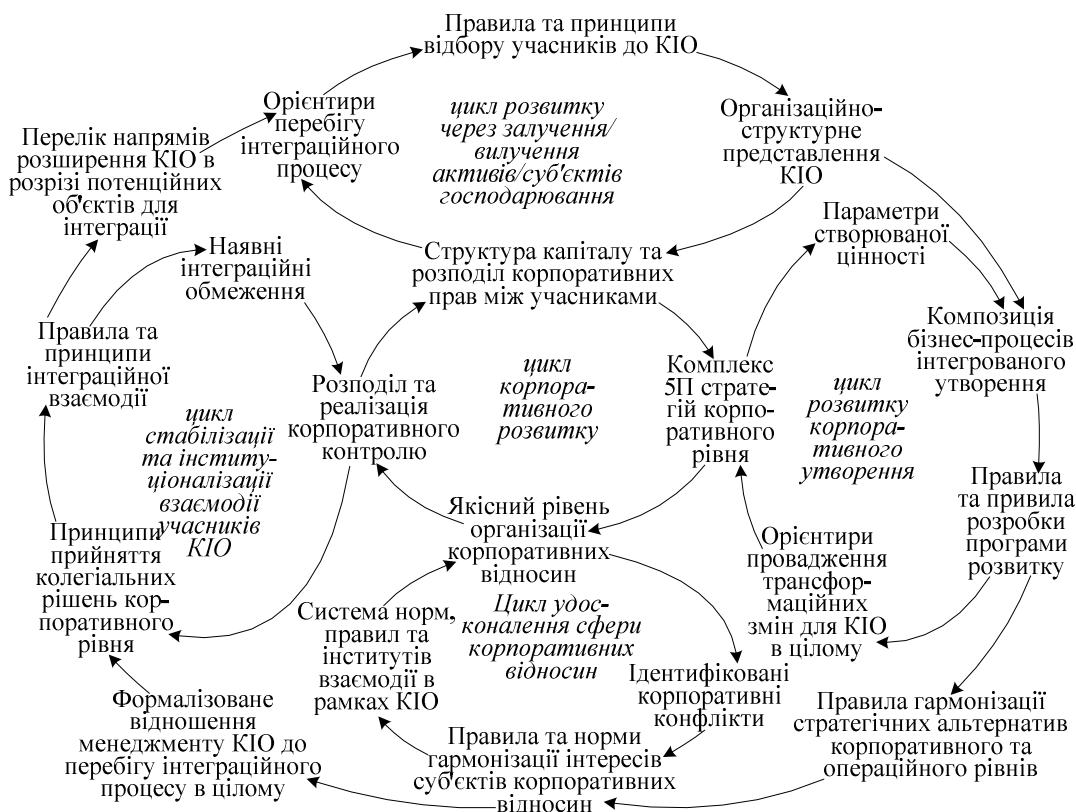 Правила та принципи
відбору учасників до КІО
Орієнтири
перебігу
інтеграційного
процесу
цикл розвитку
через залучення/
вилучення
активів/суб'єктів
господарювання
Організаційно-
структурне
представлення
КІО
Перелік напрямів
розширення КІО в
розрізі потенційних
об'єктів для
інтеграції
Параметри
створюваної
цінності
Наявні
інтеграційні
обмеження
Структура капіталу та
розподіл корпоративних
прав між учасниками
Правила та
принципи
інтеграційної
взаємодії
Композиція
бізнес-процесів
інтегрованого
утворення
Розподіл та
реалізація
корпоративного
контролю
цикл
корпора-
тивного
розвитку
Комплекс
5П страте-
гій корпо-
ративного
рівня
цикл
розвитку
корпора-
тивного
утворення
цикл
стабілізації
та інститу-
ціоналізації
взаємодії
учасників
КІО
Правила
та привила
розробки
програми
розвитку
Якісний рівень
організації
корпоративних
відносин
Орієнтири
провадження
трансфор-
маційних
змін для КІО
в цілому
Принципи
прийняття
колегіальних
рішень кор-
поративного
рівня
Система норм,
правил та
інститутів
взаємодії в
рамках КІО
Цикл удос-
коналення сфери
корпоративних
відносин
Ідентифіковані
корпоративні
конфлікти
Формалізоване
відношення
менеджменту КІО до
перебігу інтеграційного
процесу в цілому
Правила та норми
гармонізації інтересів
суб'єктів корпоративних
відносин
Правила гармонізації
стратегічних альтернатив
корпоративного та
операційного рівнів